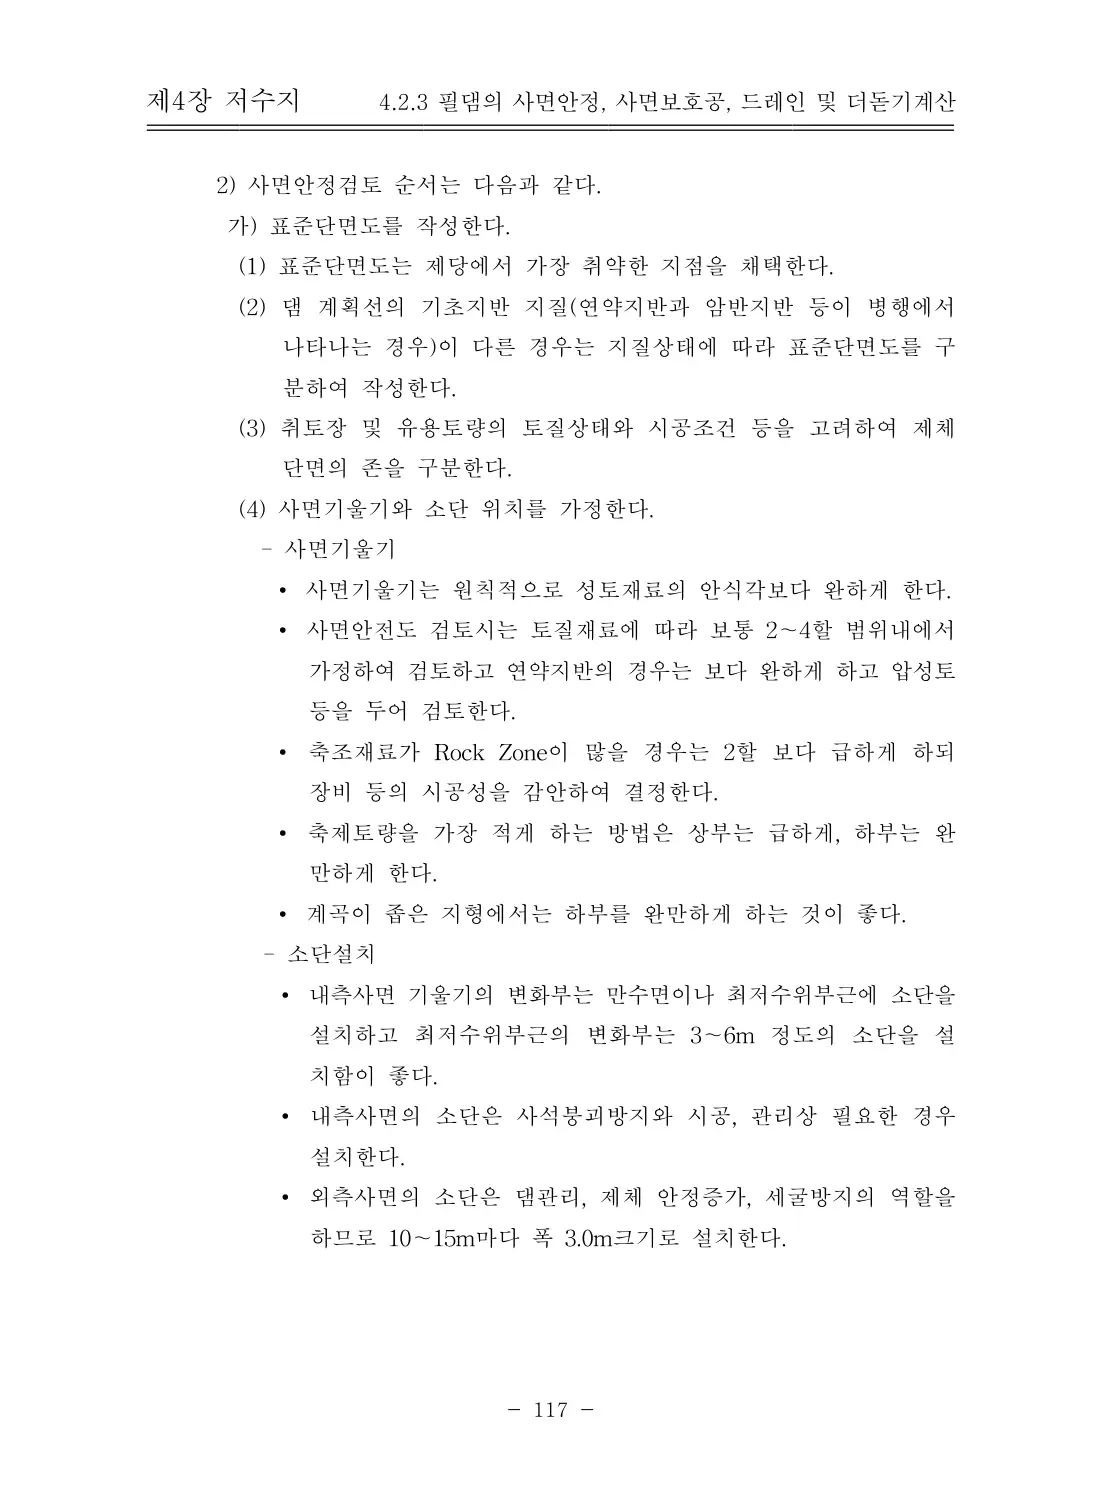 제4장 저수지 4.2.3 필댐의 사면안정, 사면보호공, 드레인 및 더돋기계산
2) 사면안정검토 순서는 다음과 같다.
가) 표준단면도를 작성한다.
(1) 표준단면도는 제당에서 가장 취약한 지점을 채택한다.
(2) 댐 계획선의 기초지반 지질(연약지반과 암반지반 등이 병행에서
나타나는 경우)이 다른 경우는 지질상태에 따라 표준단면도를 구
분하여 작성한다.
(3) 취토장 및 유용토량의 토질상태와 시공조건 등을 고려하여 제체
단면의 존을 구분한다.
(4) 사면기울기와 소단 위치를 가정한다.
- 사면기울기
• 사면기울기는 원칙적으로 성토재료의 안식각보다 완하게 한다.
• 사면안전도 검토시는 토질재료에 따라 보통 2~4할 범위내에서
가정하여 검토하고 연약지반의 경우는 보다 완하게 하고 압성토
등을 두어 검토한다.
• 축조재료가 Rock Zone이 많을 경우는 2할 보다 급하게 하되
장비 등의 시공성을 감안하여 결정한다.
• 축제토량을 가장 적게 하는 방법은 상부는 급하게, 하부는 완
만하게 한다.
• 계곡이 좁은 지형에서는 하부를 완만하게 하는 것이 좋다.
- 소단설치
• 내측사면 기울기의 변화부는 만수면이나 최저수위부근에 소단을
설치하고 최저수위부근의 변화부는 3~6m 정도의 소단을 설
치함이 좋다.
• 내측사면의 소단은 사석붕괴방지와 시공, 관리상 필요한 경우
설치한다.
• 외측사면의 소단은 댐관리, 제체 안정증가, 세굴방지의 역할을
하므로 10~15m마다 폭 3.0m크기로 설치한다.
- 117 -